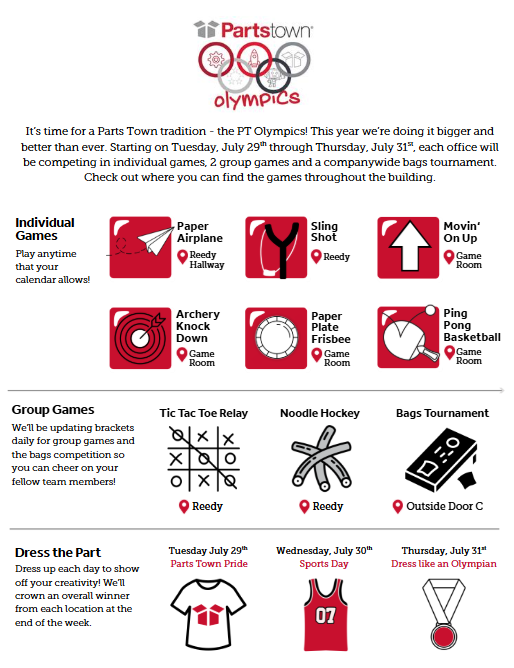 Partstown
olympics
It's time for a Parts Town tradition - the PT Olympics! This year we're doing it bigger and
better than ever. Starting on Tuesday, July 29th through Thursday, July 31st, each office will
be competing in individual games, 2 group games and a companywide bags tournament.
Check out where you can find the games throughout the building.
Individual
Games
Play anytime
that your
calendar allows!
Paper
Airplane
Reedy
Hallway
Sling
Shot
Reedy
Movin'
On Up
Game
Room
Archery
Knock
Down
Game
Room
Paper
Plate
Frisbee
Game
Room
Ping
Pong
Basketball
Game
Room
Group Games
We'll be updating brackets
daily for group games and
the bags competition so
you can cheer on your
fellow team members!
Tic Tac Toe Relay
Reedy
Noodle Hockey
Reedy
Bags Tournament
Outside Door C
Dress the Part
Dress up each day to show
off your creativity! We'll
crown an overall winner
from each location at the
end of the week.
Tuesday July 29th
Parts Town Pride
Wednesday, July 30th
Sports Day
07
Thursday, July 31st
Dress like an Olympian